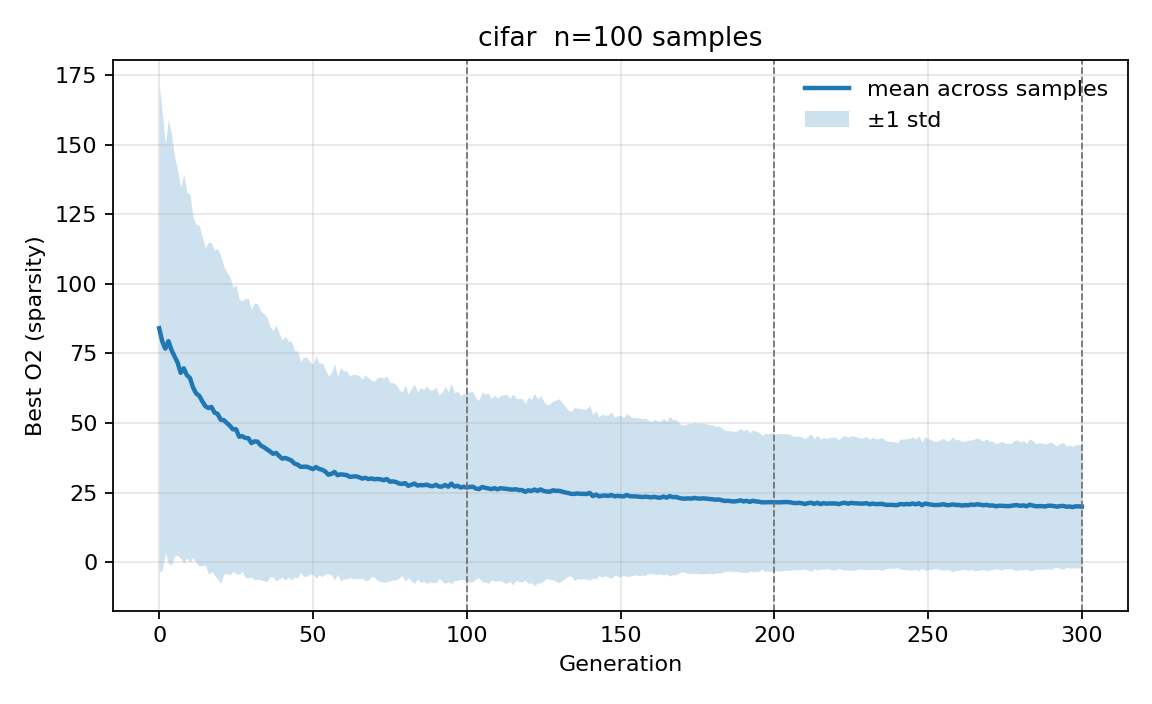 cifar  n=100 samples
mean across samples
±1 std
Best O2 (sparsity)
175
150
125
100
75
50
25
0
0 50 100 150 200 250 300
Generation